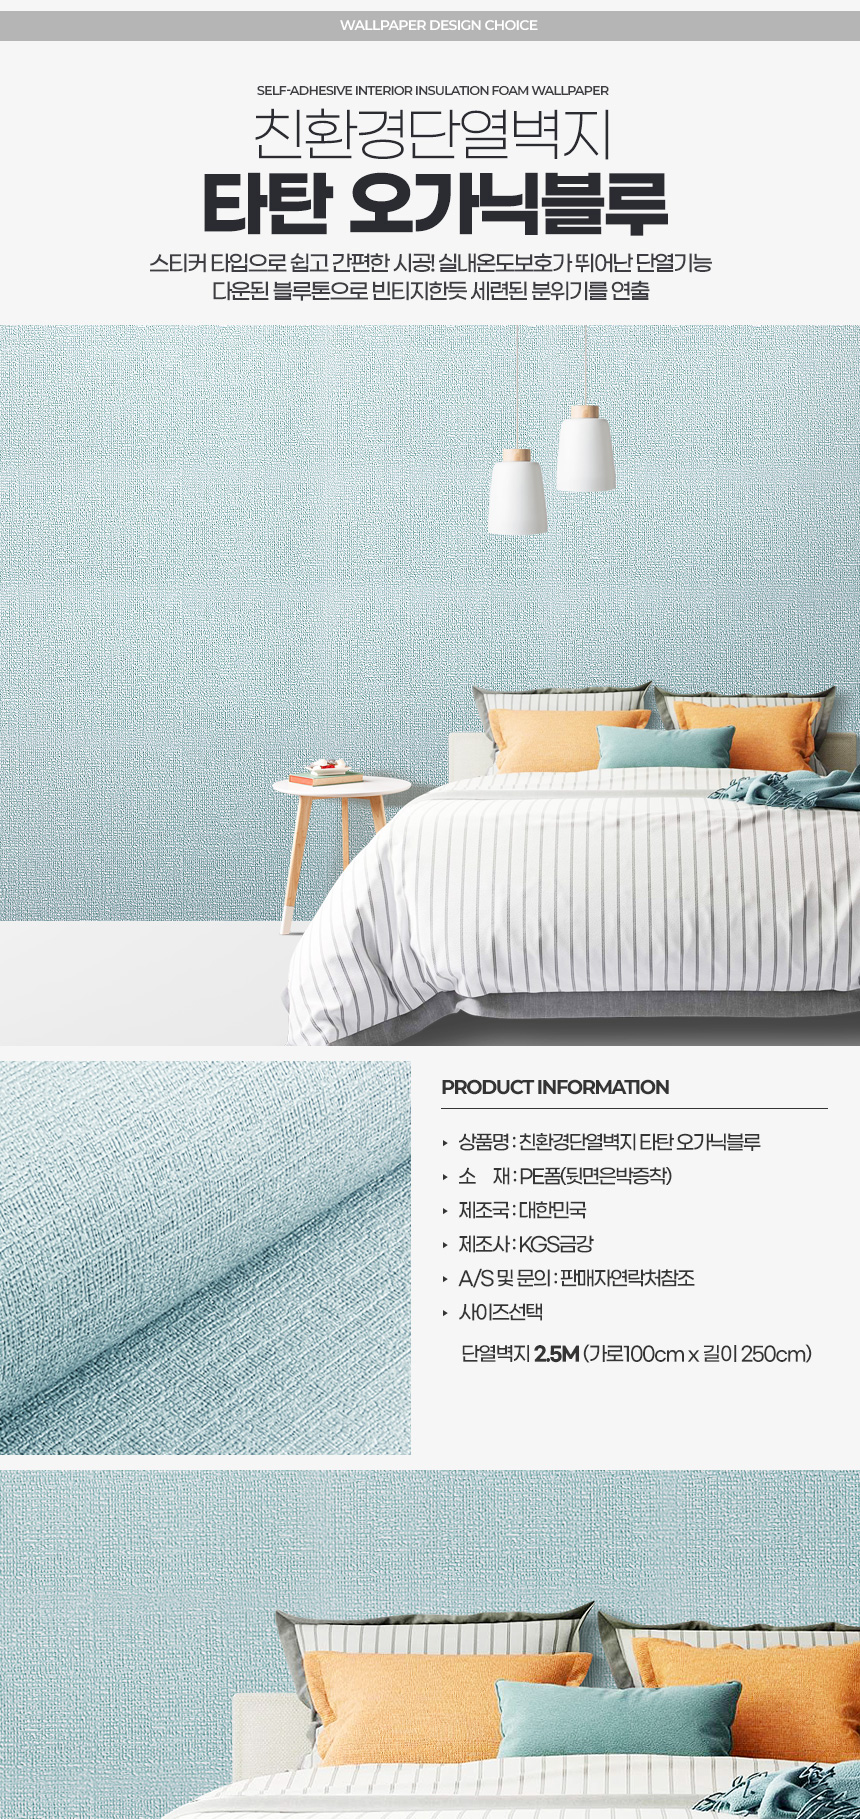 WALLPAPER DESIGN CHOICE
SELF-ADHESIVE INTERIOR INSULATION FOAM WALLPAPER
친환경단열벽지
타탄 오가닉블루
스티커 타입으로 쉽고 간편한 시공! 실내온도보호가 뛰어난 단열기능
다운된 블루톤으로 빈티지한듯 세련된 분위기를 연출
PRODUCT INFORMATION
상품명 : 친환경단열벽지 타탄 오가닉블루
소 재 : PE폼(뒷면은박증착)
제조국 : 대한민국
제조사 : KGS금강
A/S 및 문의 : 판매자연락처참조
사이즈선택
단열벽지 2.5M (가로100cm x 길이 250cm)